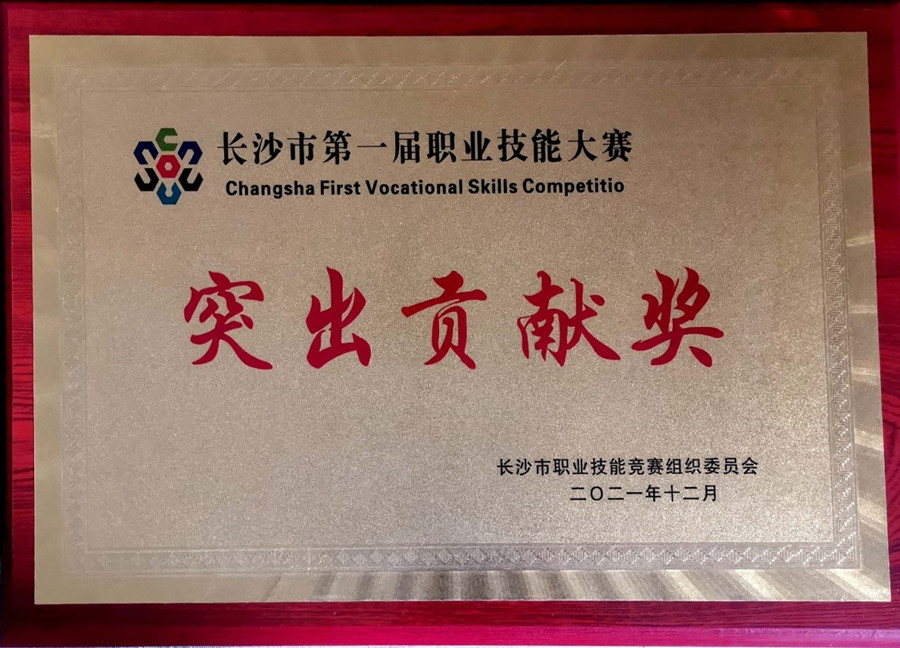 长沙市第一届职业技能大赛
Changsha First Vocational Skills Competitio
突出贡献奖
长沙市职业技能竞赛组织委员会
二〇二一年十二月